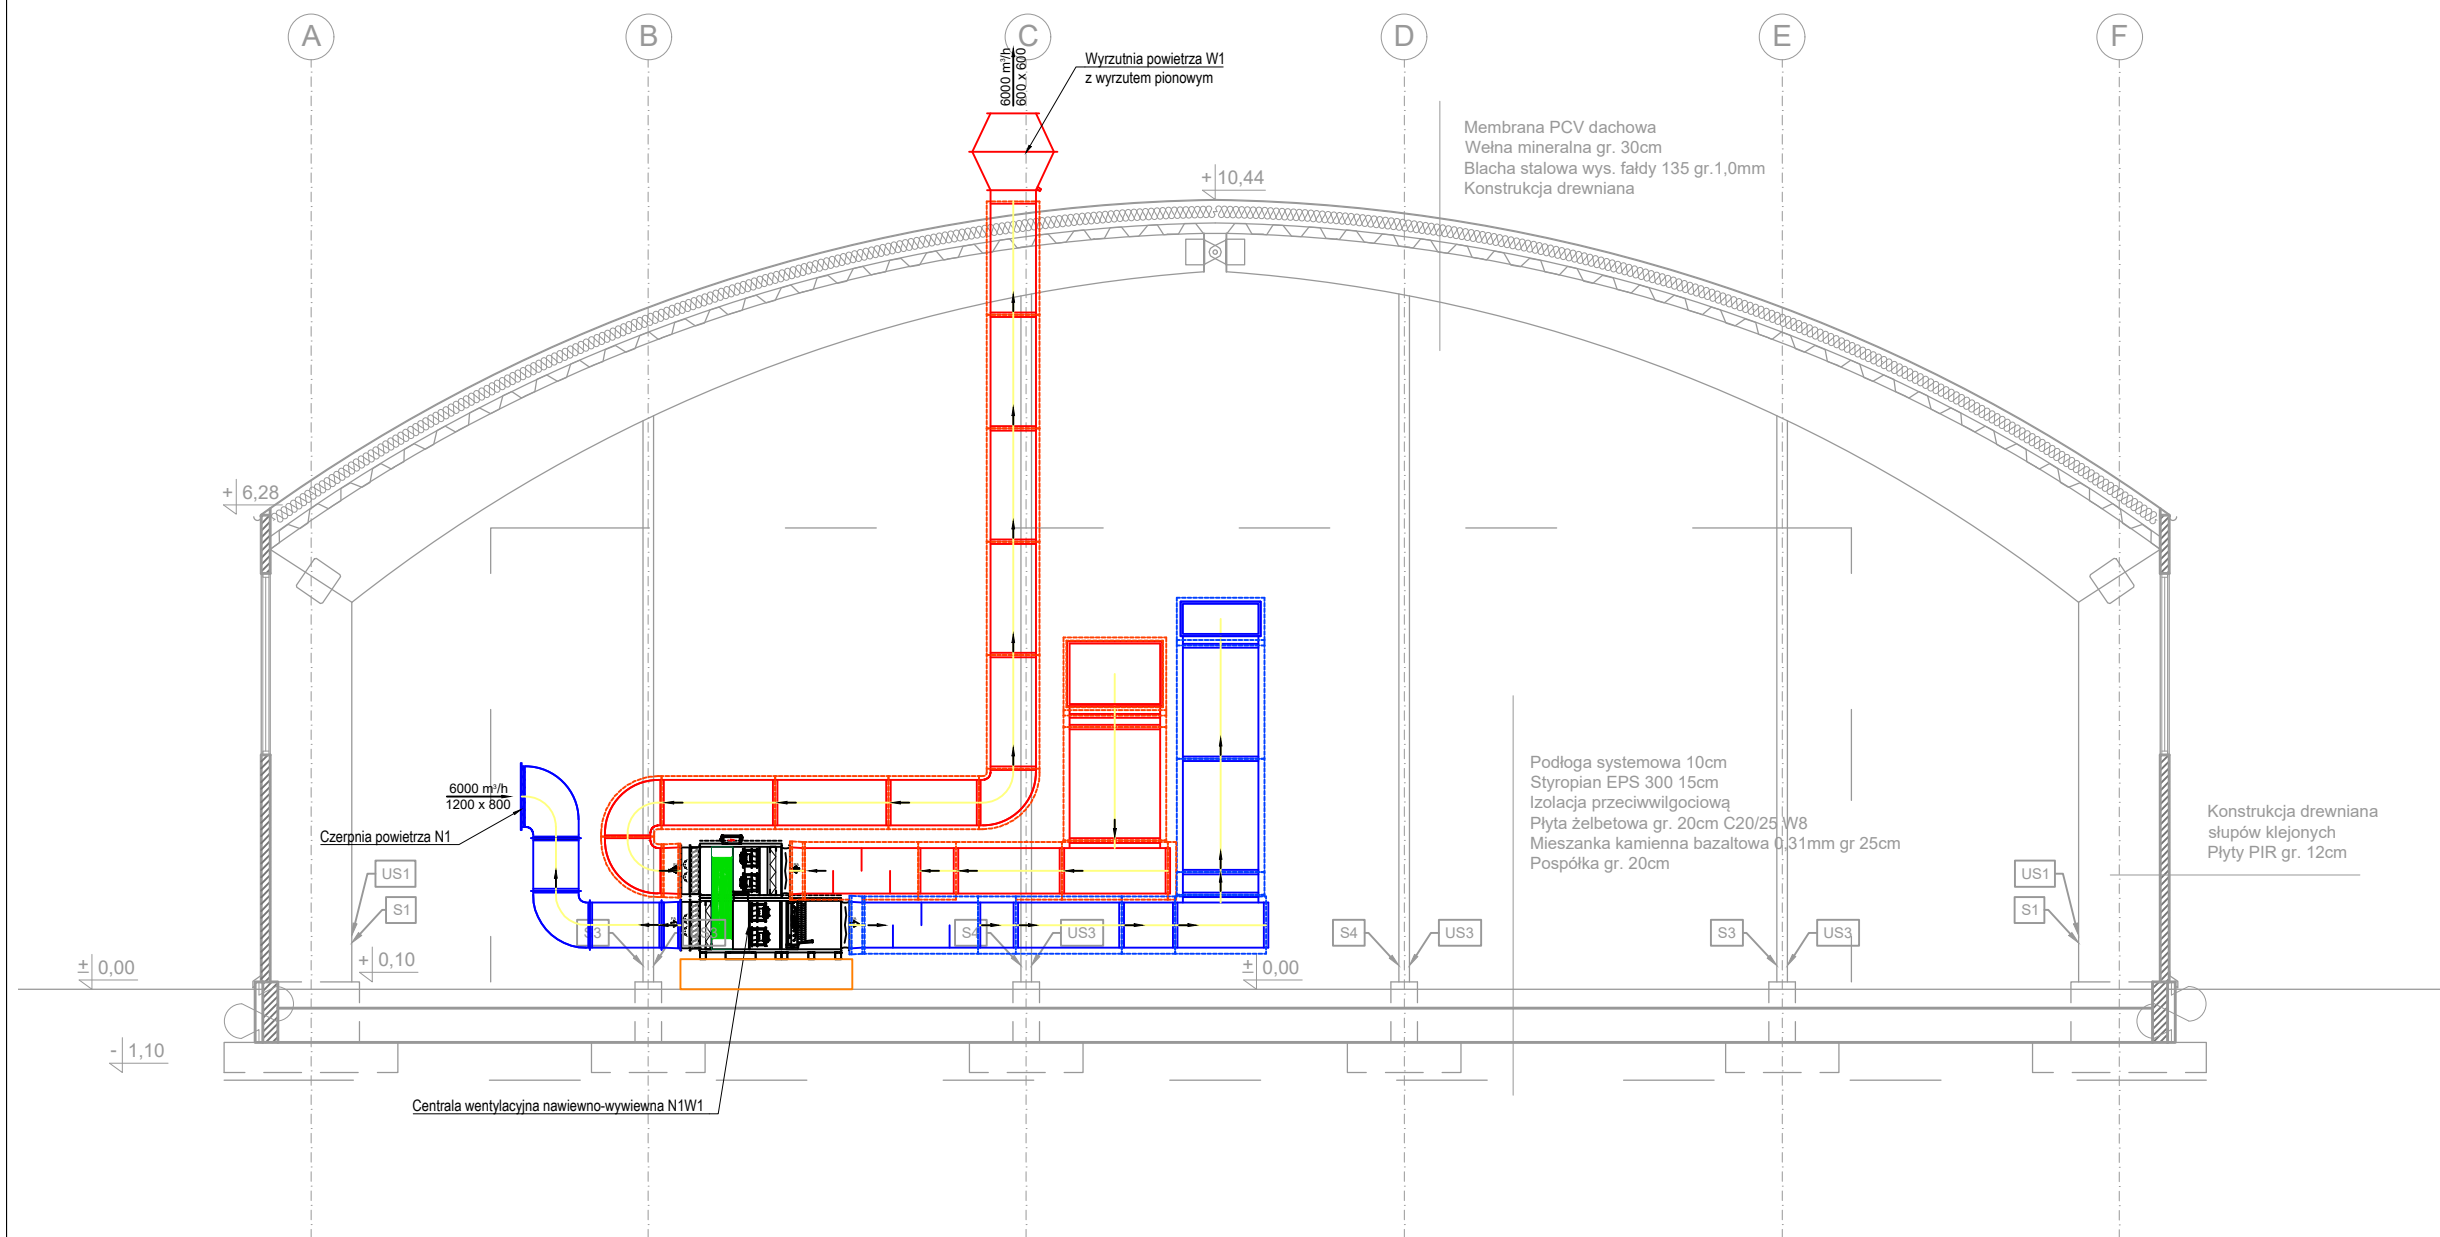 A
B
C
D
E
F
6000 m³/h
600 x 600
Wyrzutnia powietrza W1
z wyrzutem pionowym
Membrana PCV dachowa
Wełna mineralna gr. 30cm
Blacha stalowa wys. fałdy 135 gr.1,0mm
Konstrukcja drewniana
+ 10,44
+ 6,28
6000 m³/h
1200 x 800
Czerpnia powietrza N1
Podłoga systemowa 10cm
Styropian EPS 300 15cm
Izolacja przeciwwilgociową
Płyta żelbetowa gr. 20cm C20/25 W8
Mieszanka kamienna bazaltowa 0,31mm gr 25cm
Pospółka gr. 20cm
Konstrukcja drewniana
słupów klejonych
Płyty PIR gr. 12cm
US1
S1
US1
S1
S3
S4
US3
S4
US3
S3
US3
± 0,00
+ 0,10
± 0,00
- 1,10
Centrala wentylacyjna nawiewno-wywiewna N1W1